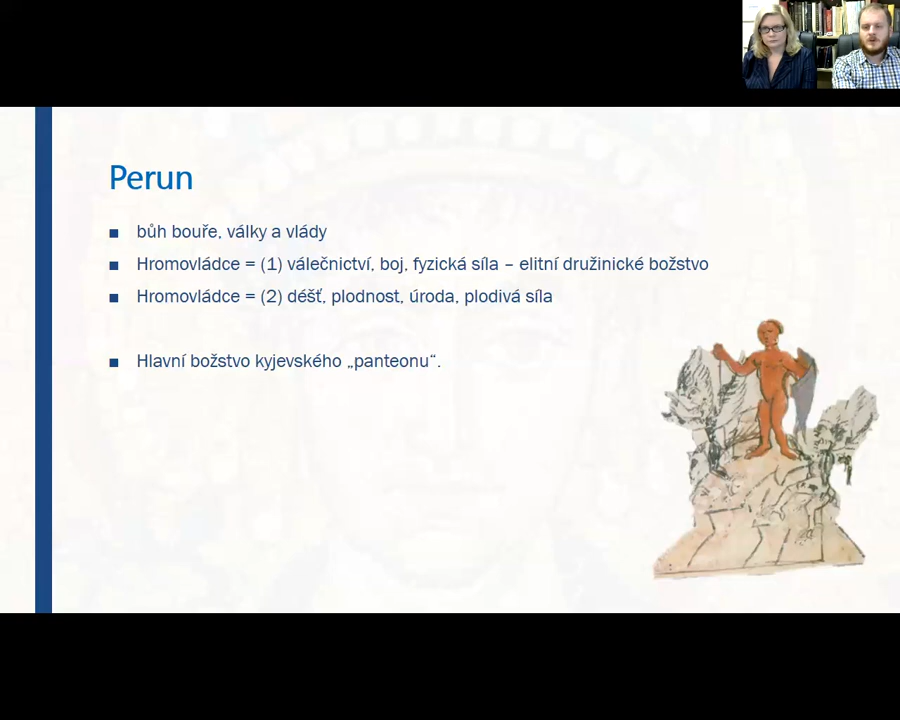 Perun
■ bůh bouře, války a vlády
■ Hromovládce = (1) válečnictví, boj, fyzická síla – elitní družinické božstvo
■ Hromovládce = (2) déšť, plodnost, úroda, plodivá síla
■ Hlavní božstvo kyjevského „panteonu“.